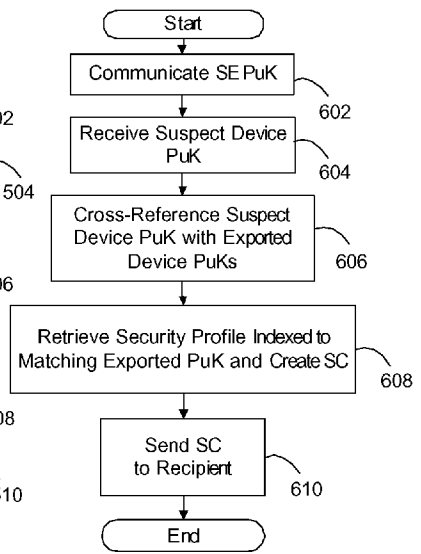 Start
Communicate SE PuK
602
Receive Suspect Device
PuK
604
504
Cross-Reference Suspect
Device PuK with Exported
Device PuKs
606
Retrieve Security Profile Indexed to
Matching Exported PuK and Create SC
608
Send SC
to Recipient
610
End